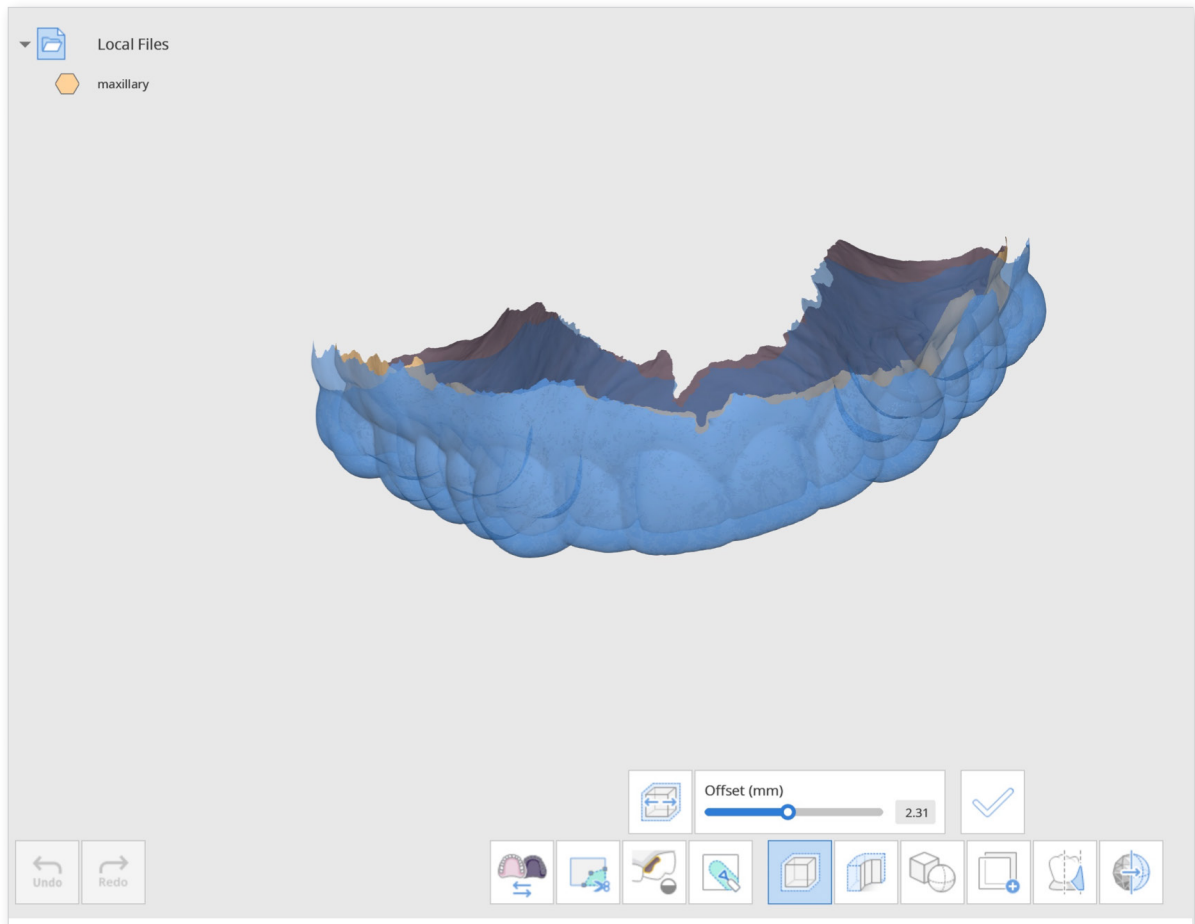 Local Files
maxillary
Offset (mm)
2.31
Undo
Redo